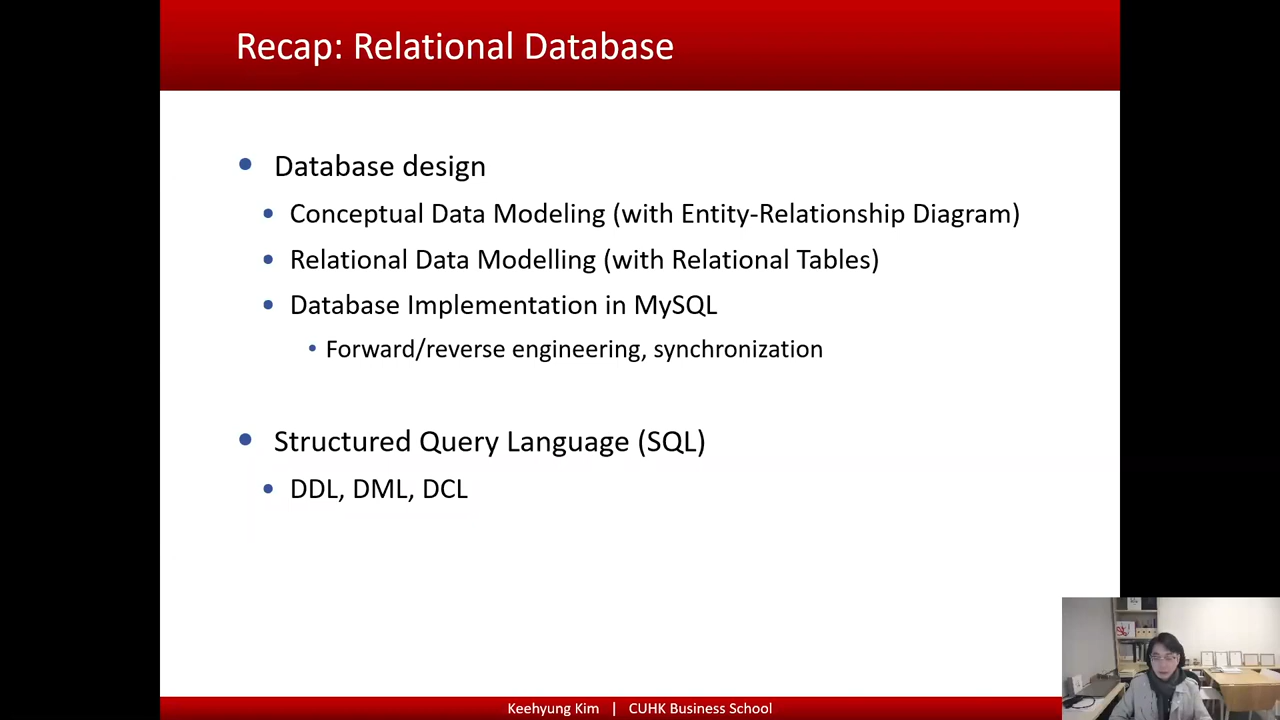 Recap: Relational Database
Database design
Conceptual Data Modeling (with Entity-Relationship Diagram)
Relational Data Modelling (with Relational Tables)
Database Implementation in MySQL
Forward/reverse engineering, synchronization
Structured Query Language (SQL)
DDL, DML, DCL
Keehyung Kim | CUHK Business School